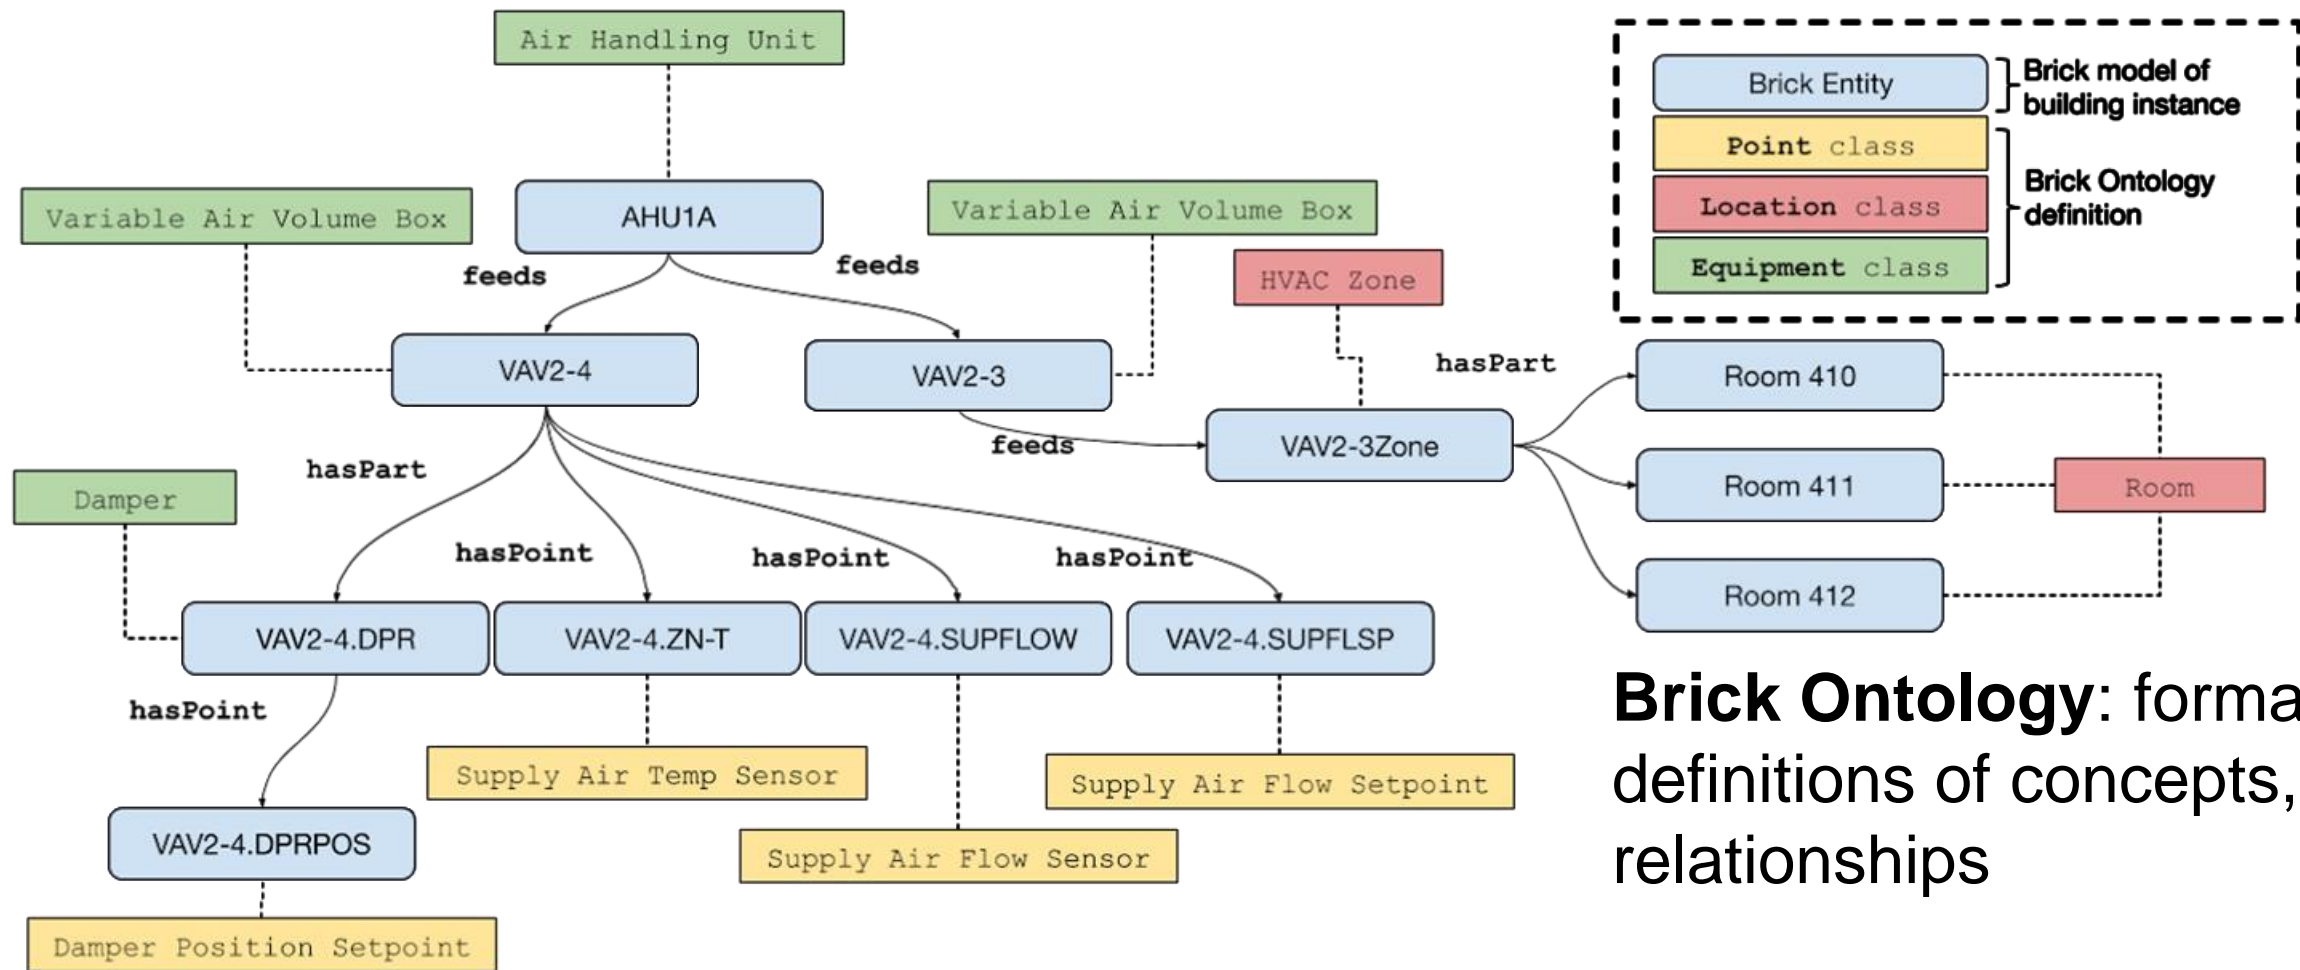 Air Handling Unit
Brick Entity
Brick model of
building instance
Point class
Location class
Equipment class
Brick Ontology
definition
Variable Air Volume Box
AHU1A
Variable Air Volume Box
feeds
feeds
HVAC Zone
VAV2-4
VAV2-3
hasPart
Room 410
feeds
VAV2-3Zone
Room 411
Room
Room 412
hasPart
Damper
hasPoint
hasPoint
hasPoint
VAV2-4.DPR
VAV2-4.ZN-T
VAV2-4.SUPFLOW
VAV2-4.SUPFLSP
hasPoint
Supply Air Temp Sensor
Supply Air Flow Setpoint
VAV2-4.DPRPOS
Supply Air Flow Sensor
Damper Position Setpoint
Brick Ontology: forma
definitions of concepts,
relationships